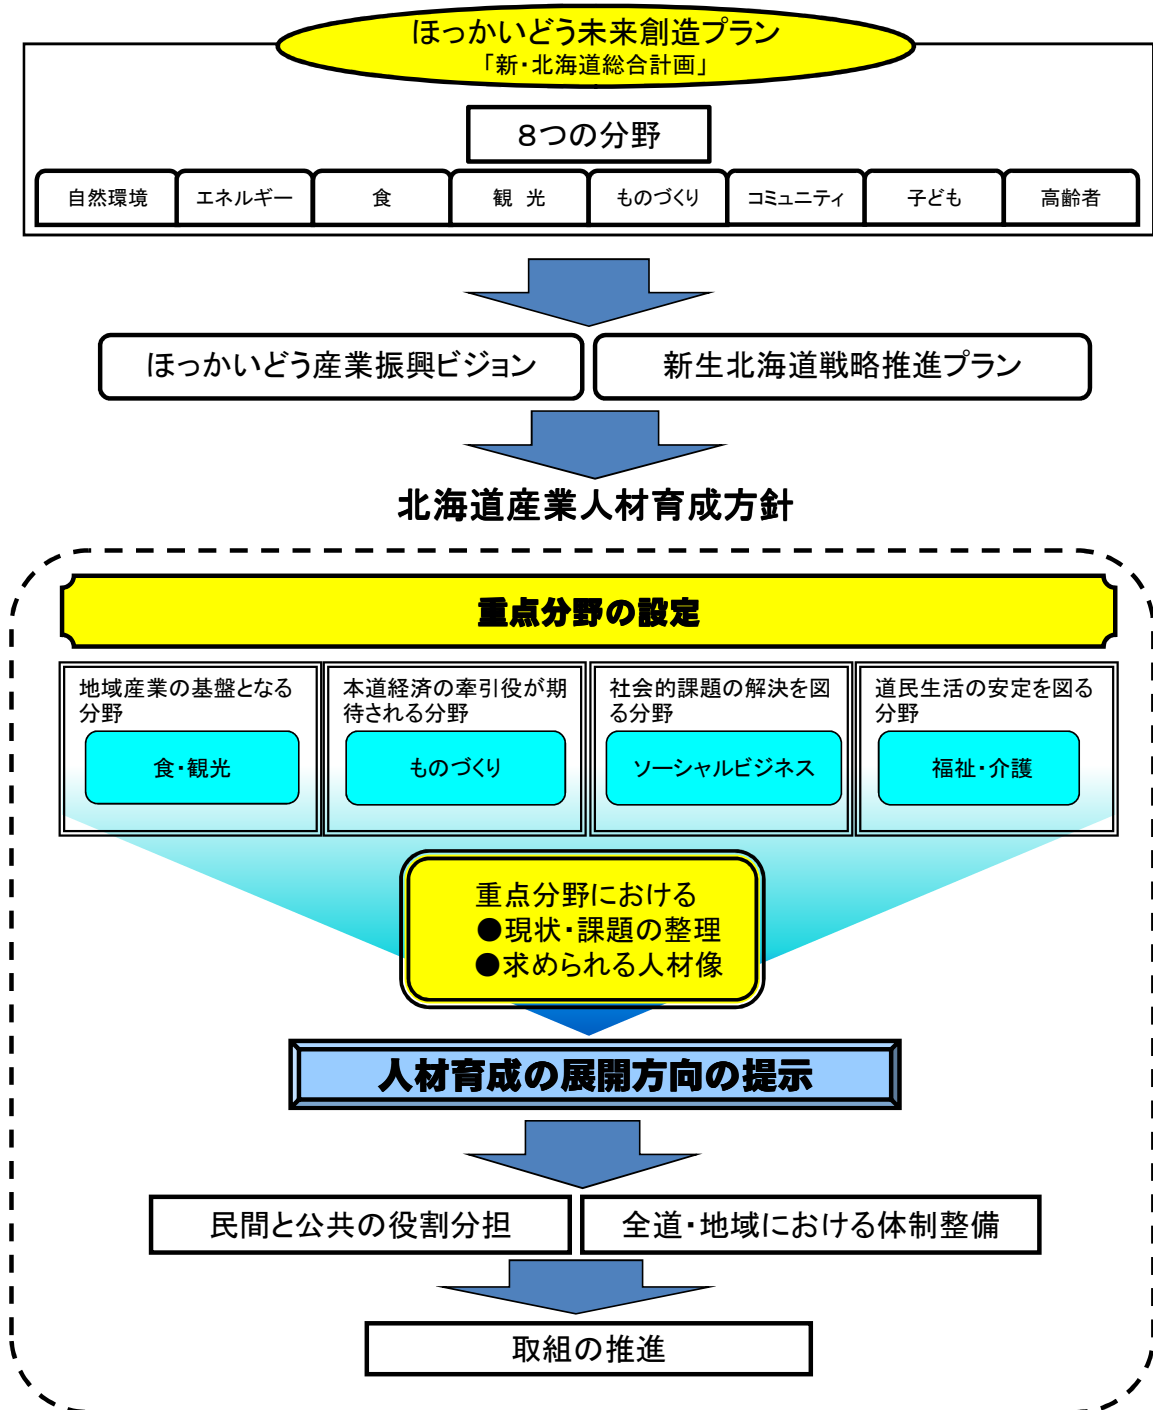 ほっかいどう未来創造プラン
「新・北海道総合計画」
８つの分野
自然環境
エネルギー
食
観 光
ものづくり
コミュニティ
子ども
高齢者
ほっかいどう産業振興ビジョン
新生北海道戦略推進プラン
北海道産業人材育成方針
重点分野の設定
地域産業の基盤となる
分野
食・観光
本道経済の牽引役が期
待される分野
ものづくり
社会的課題の解決を図
る分野
ソーシャルビジネス
道民生活の安定を図る
分野
福祉・介護
重点分野における
●現状・課題の整理
●求められる人材像
人材育成の展開方向の提示
民間と公共の役割分担
全道・地域における体制整備
取組の推進